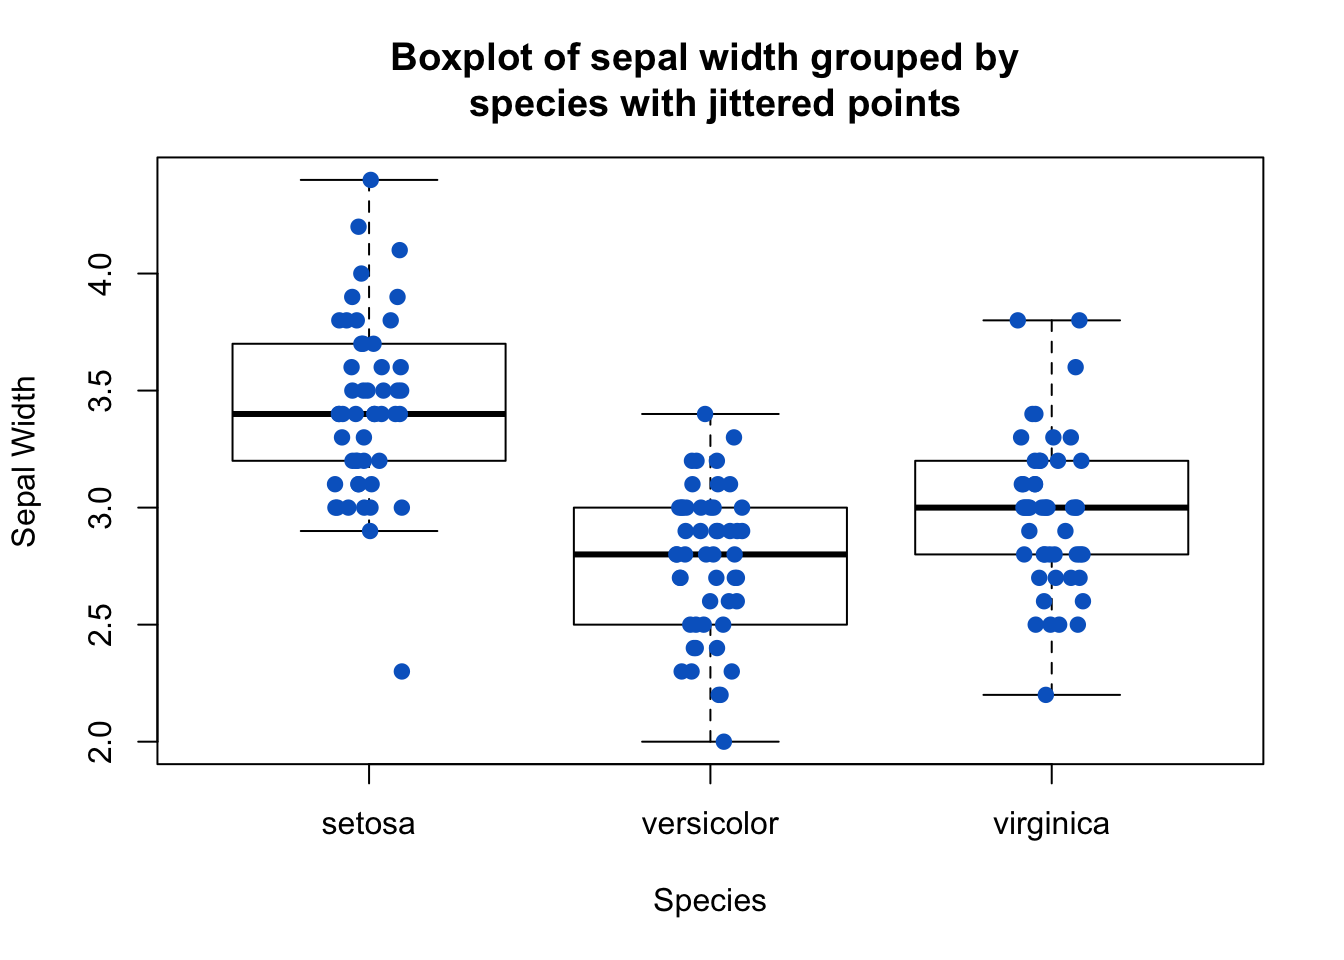 Boxplot of sepal width grouped by
species with jittered points
Sepal Width
4.0
3.5
3.0
2.5
2.0
setosa versicolor virginica
Species